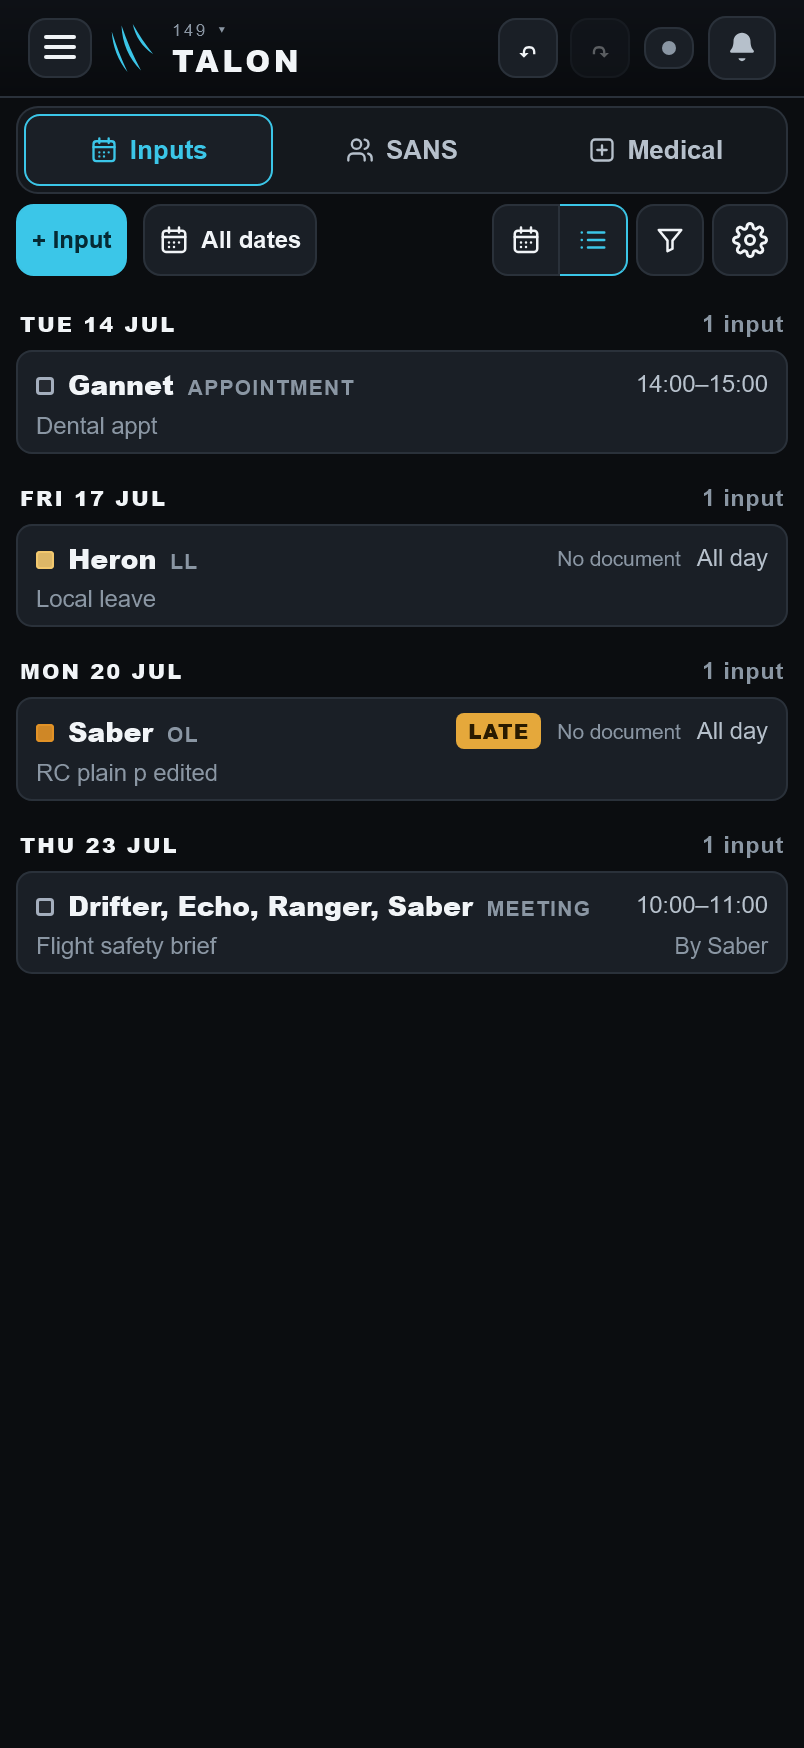 149 ▾
TALON
Inputs
SANS
Medical
+ Input
All dates
TUE 14 JUL
1 input
Gannet APPOINTMENT 14:00–15:00
Dental appt
FRI 17 JUL
1 input
Heron LL No document All day
Local leave
MON 20 JUL
1 input
Saber OL LATE No document All day
RC plain p edited
THU 23 JUL
1 input
Drifter, Echo, Ranger, Saber MEETING 10:00–11:00
Flight safety brief By Saber